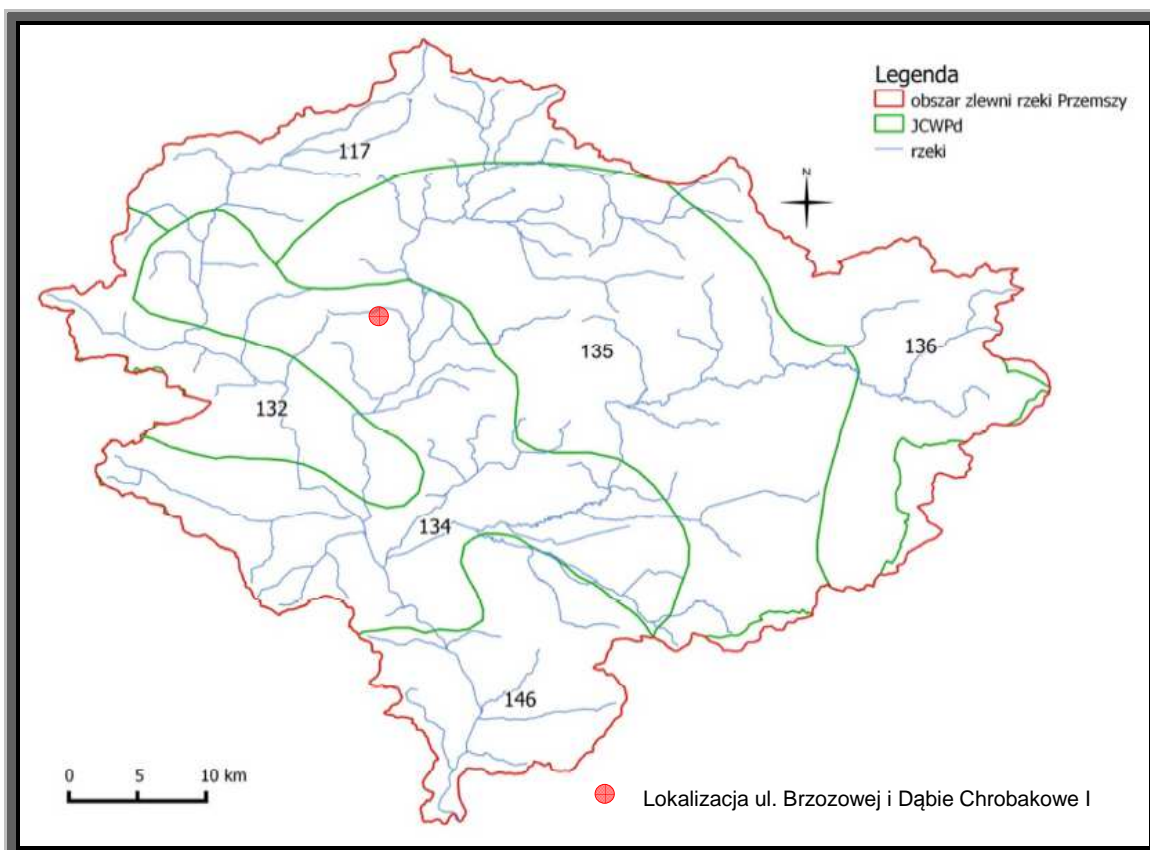 Legenda
obszar zlewni rzeki Przemszy
JCWPd
rzeki
117
N
135
136
132
134
146
0 5 10 km
Lokalizacja ul. Brzozowej i Dąbie Chrobakowe I